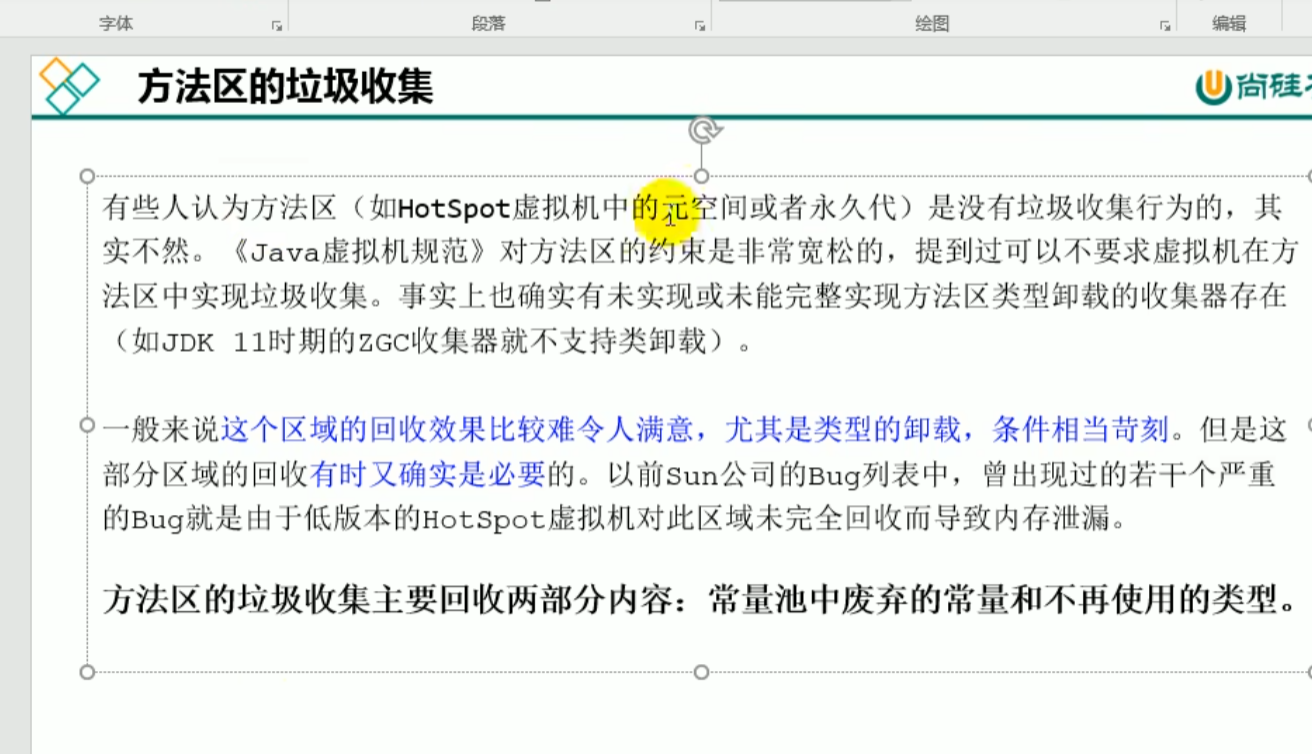 字体
段落
绘图
编辑
方法区的垃圾收集
尚硅
有些人认为方法区（如HotSpot虚拟机中的元空间或者永久代）是没有垃圾收集行为的，其
实不然。《Java虚拟机规范》对方法区的约束是非常宽松的，提到过可以不要求虚拟机在方
法区中实现垃圾收集。事实上也确实有未实现或未能完整实现方法区类型卸载的收集器存在
（如JDK 11时期的ZGC收集器就不支持类卸载）。
一般来说这个区域的回收效果比较难令人满意，尤其是类型的卸载，条件相当苛刻。但是这
部分区域的回收有时又确实是必要的。以前Sun公司的Bug列表中，曾出现过的若干个严重
的Bug就是由于低版本的HotSpot虚拟机对此区域未完全回收而导致内存泄漏。
方法区的垃圾收集主要回收两部分内容：常量池中废弃的常量和不再使用的类型。